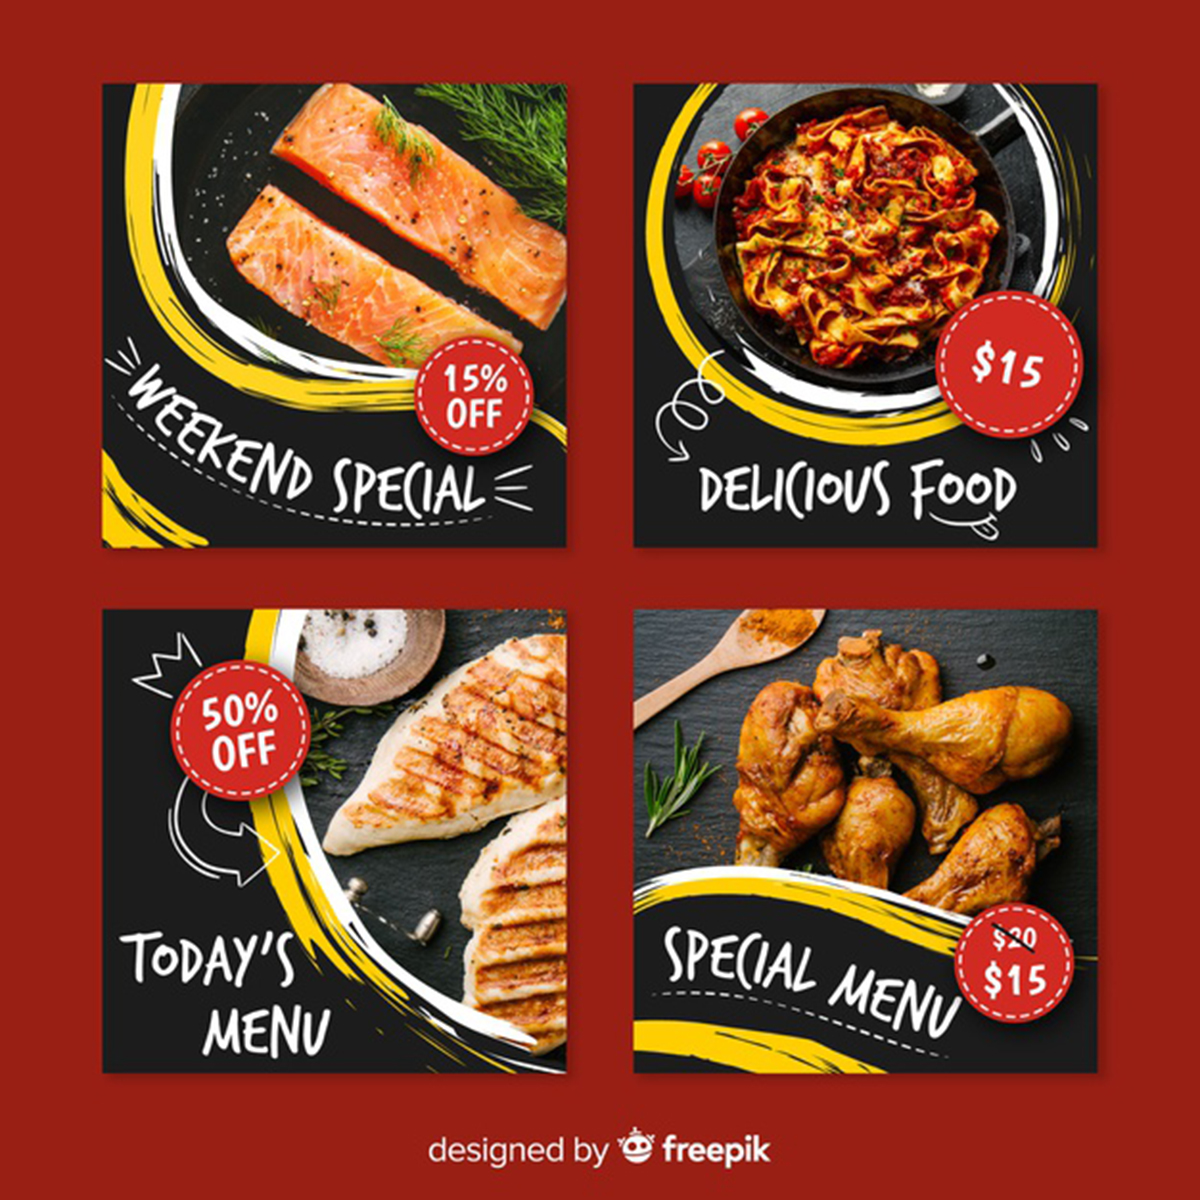 15%
OFF
WEEKEND SPECIAL
$15
DELICIOUS FOOD
50%
OFF
TODAY'S
MENU
$20
$15
SPECIAL MENU
designed by freepik